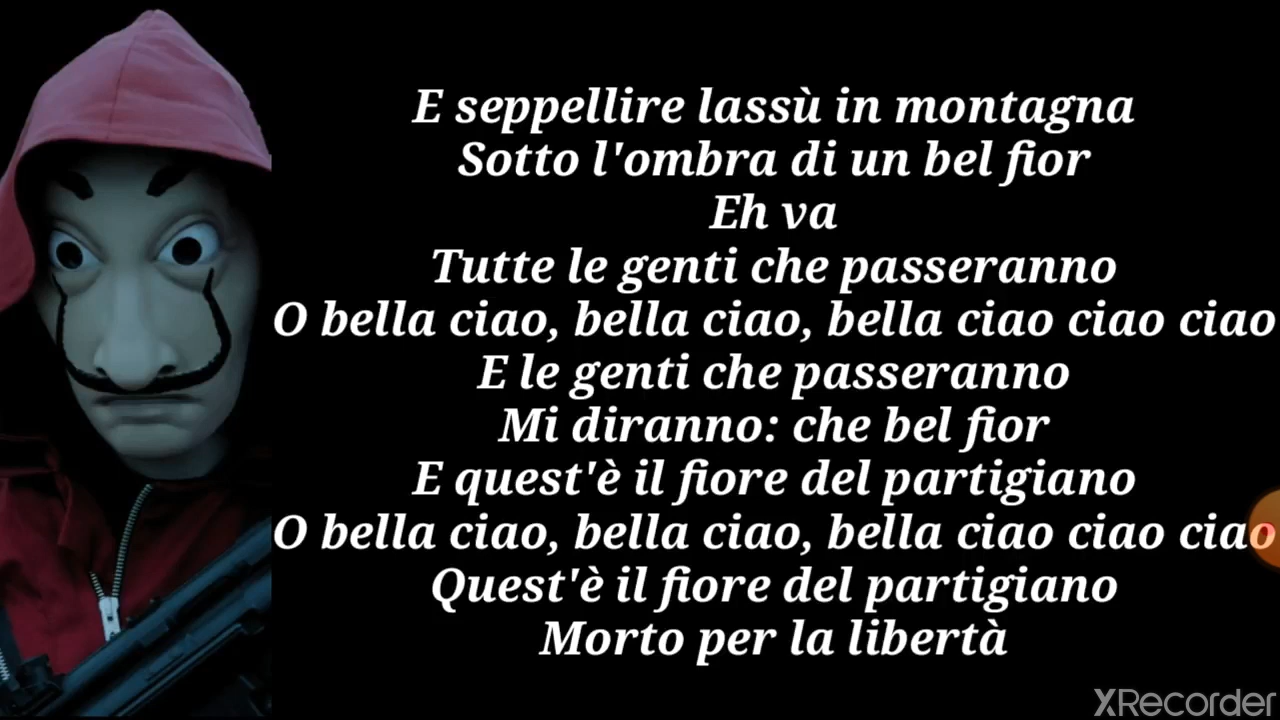 E seppellire lassù in montagna
Sotto l'ombra di un bel fior
Eh va
Tutte le genti che passeranno
O bella ciao, bella ciao, bella ciao ciao ciao
E le genti che passeranno
Mi diranno: che bel fior
E quest'è il fiore del partigiano
O bella ciao, bella ciao, bella ciao ciao ciao
Quest'è il fiore del partigiano
Morto per la libertà
XRecorder